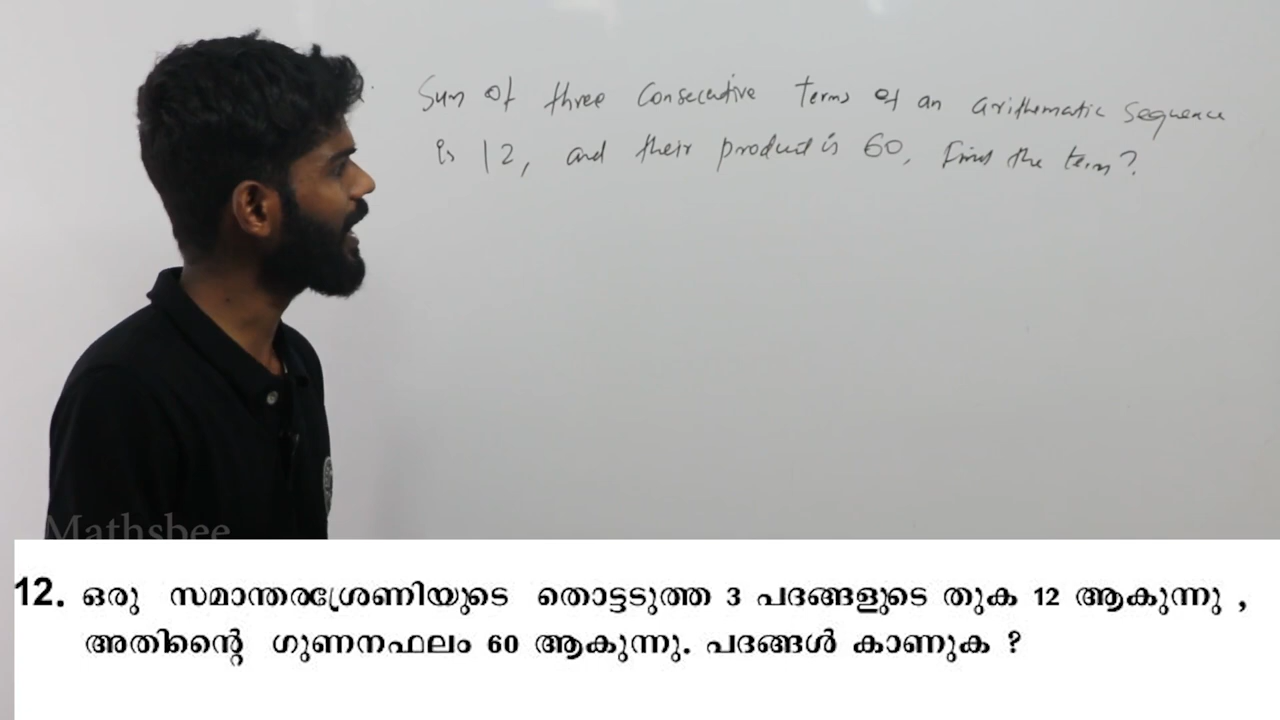 Sum of three consecutive terms of an arithematic sequence
is 12, and their product is 60, Find the term?
Mathsbee
12. ഒരു സമാന്തരശ്രേണിയുടെ തൊട്ടടുത്ത 3 പദങ്ങളുടെ തുക 12 ആകുന്നു ,
അതിന്റെ ഗുണനഫലം 60 ആകുന്നു. പദങ്ങൾ കാണുക ?